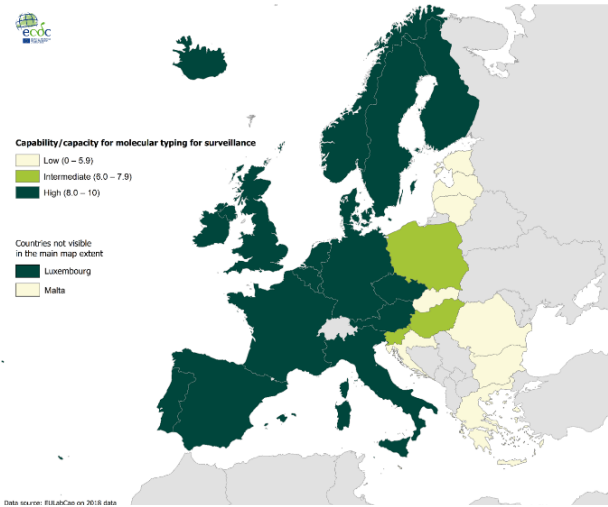 ecdc
Capability/capacity for molecular typing for surveillance
Low (0 – 5.9)
Intermediate (8.0 – 7.9)
High (8.0 – 10)
Countries not visible
in the main map extent
Luxembourg
Malta
Data source: EULabCap on 2018 data